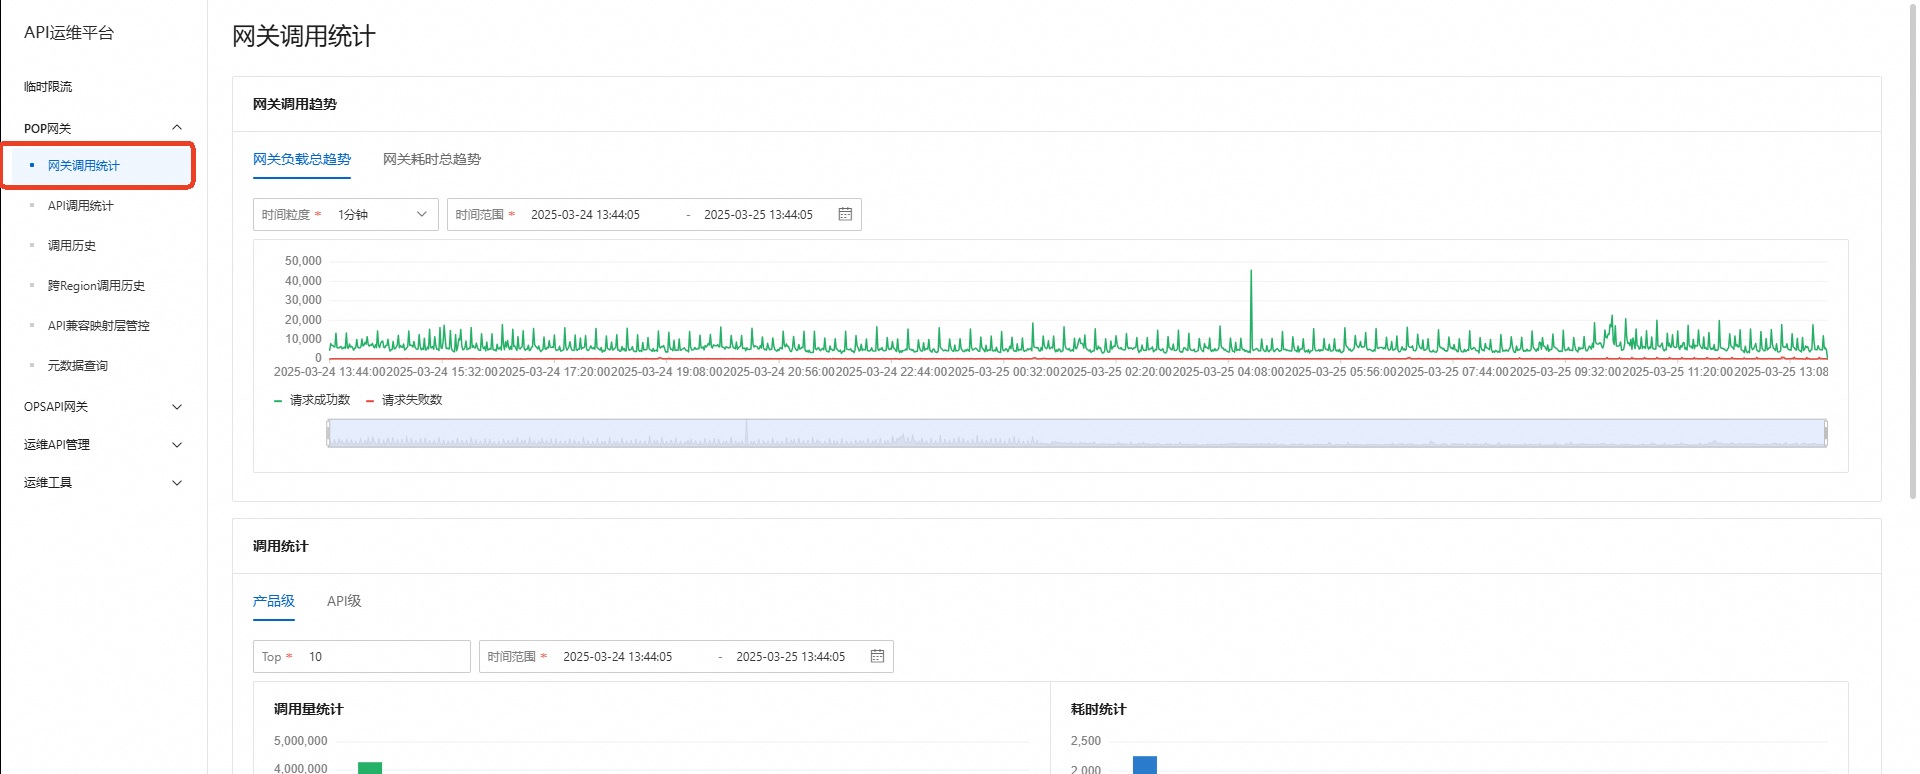 API运维平台
临时限流
POP网关
网关调用统计
API调用统计
调用历史
跨Region调用历史
API兼容映射层管控
元数据查询
OPSAPI网关
运维API管理
运维工具
网关调用统计
网关调用趋势
网关负载总趋势 网关耗时总趋势
时间粒度 * 1分钟 时间范围 * 2025-03-24 13:44:05 - 2025-03-25 13:44:05
50,000
40,000
30,000
20,000
10,000
0
2025-03-24 13:44:00 2025-03-24 15:32:00 2025-03-24 17:20:00 2025-03-24 19:08:00 2025-03-24 20:56:00 2025-03-24 22:44:00 2025-03-25 00:32:00 2025-03-25 02:20:00 2025-03-25 04:08:00 2025-03-25 05:56:00 2025-03-25 07:44:00 2025-03-25 09:32:00 2025-03-25 11:20:00 2025-03-25 13:08
请求成功数 请求失败数
调用统计
产品级 API级
Top * 10 时间范围 * 2025-03-24 13:44:05 - 2025-03-25 13:44:05
调用量统计
5,000,000
4,000,000
耗时统计
2,500
2,000